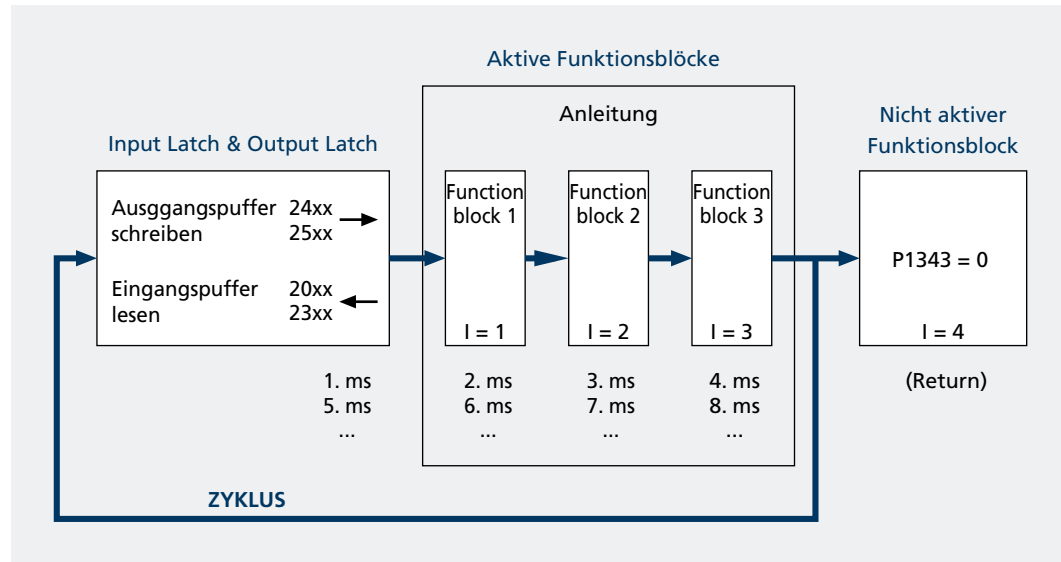 Aktive Funktionsblöcke
Anleitung
Nicht aktiver
Funktionsblock
Input Latch & Output Latch
Ausggangspuffer 24xx
schreiben 25xx
Eingangspuffer 20xx
lesen 23xx
Function
block 1
I = 1
Function
block 2
I = 2
Function
block 3
I = 3
P1343 = 0
I = 4
(Return)
1. ms 2. ms 3. ms 4. ms
5. ms 6. ms 7. ms 8. ms
... ... ... ...
ZYKLUS